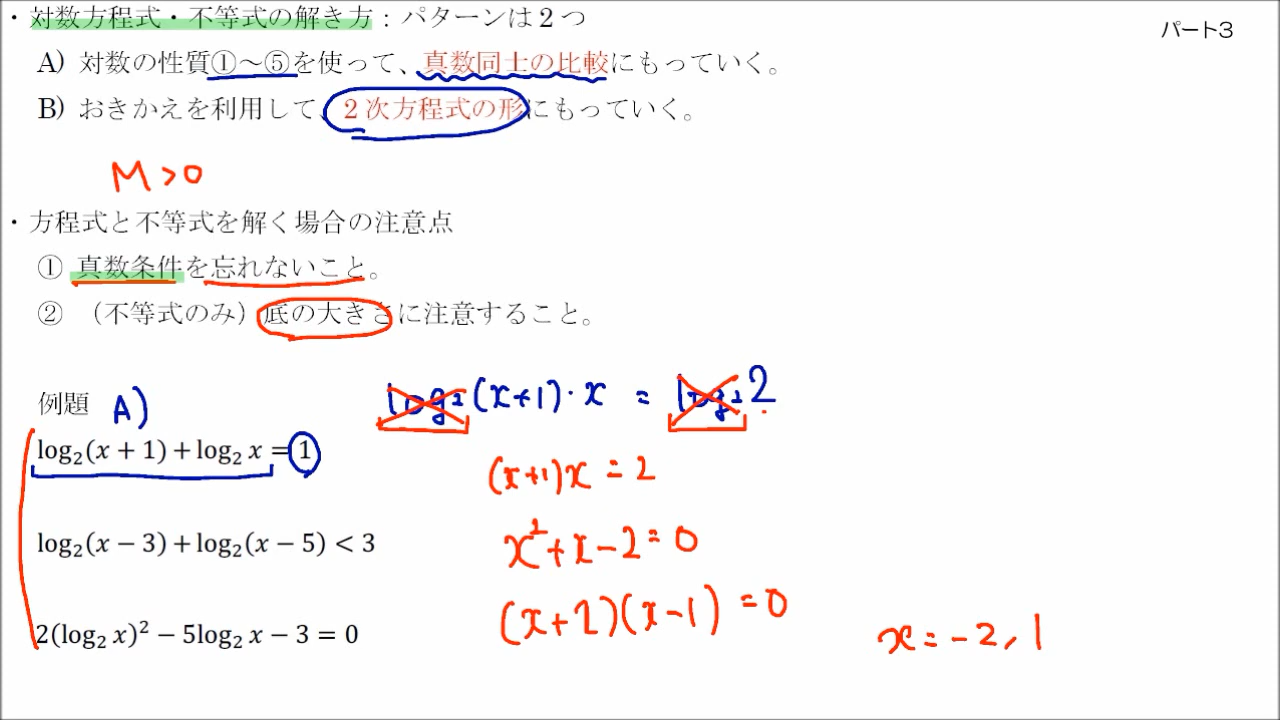 ・対数方程式・不等式の解き方：パターンは２つ
パート3
A) 対数の性質①～⑤を使って、真数同士の比較にもっていく。
B) おきかえを利用して、２次方程式の形にもっていく。
M>0
・方程式と不等式を解く場合の注意点
① 真数条件を忘れないこと。
② （不等式のみ）底の大きさに注意すること。
例題 A)
log₂(x+1)·x = log₂2
log₂(x + 1) + log₂ x = 1
(x+1)x = 2
log₂(x − 3) + log₂(x − 5) < 3
x²+x-2=0
(x+2)(x-1)=0
2(log₂ x)² − 5log₂ x − 3 = 0
x = -2, 1